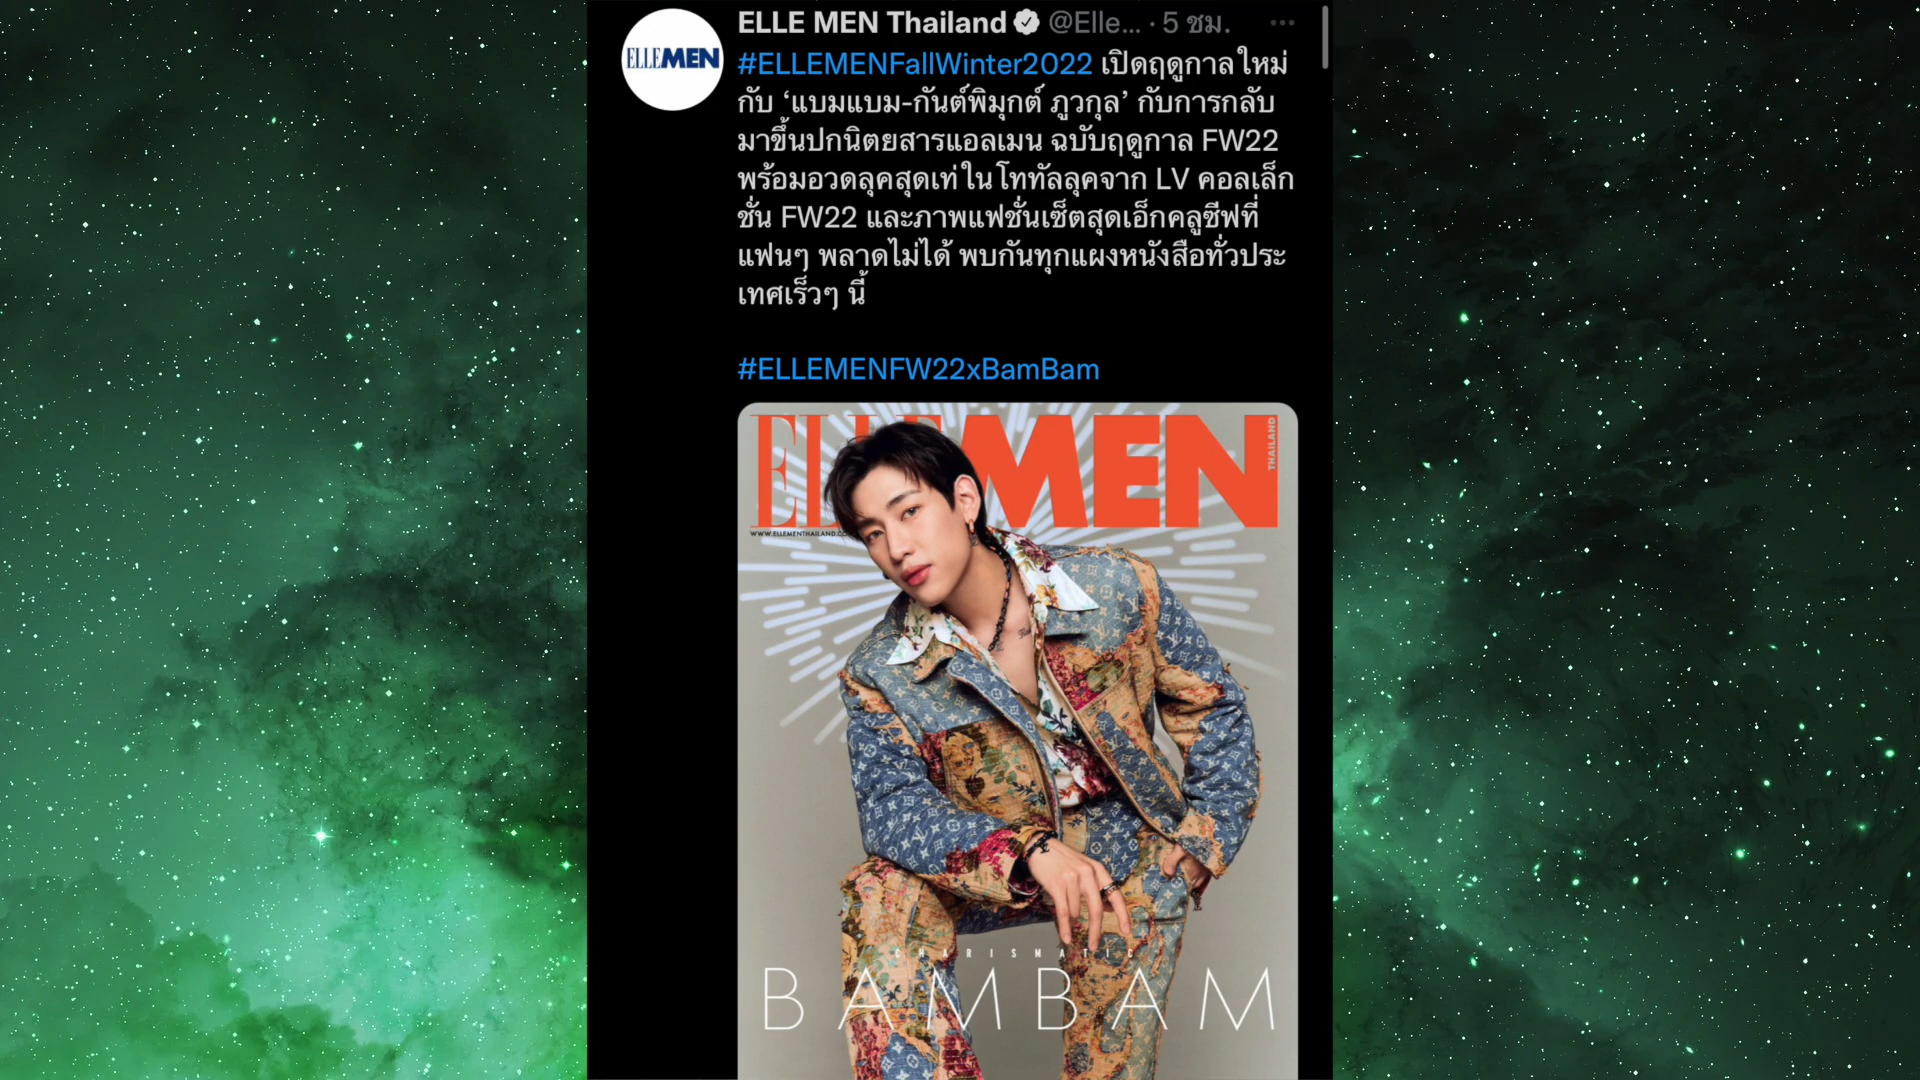 ELLE MEN Thailand @Elle... · 5 ชม.
ELLEMEN
#ELLEMENFallWinter2022 เปิดฤดูกาลใหม่
กับ ‘แบมแบม-กันต์พิมุกต์ ภูวกุล’ กับการกลับ
มาขึ้นปกนิตยสารแอลเมน ฉบับฤดูกาล FW22
พร้อมอวดลุคสุดเท่ในโททัลลุคจาก LV คอลเล็ก
ชั่น FW22 และภาพแฟชั่นเซ็ตสุดเอ็กคลูซีฟที่
แฟนๆ พลาดไม่ได้ พบกันทุกแผงหนังสือทั่วประ
เทศเร็วๆ นี้
#ELLEMENFW22xBamBam
ELLE MEN
THAILAND
WWW.ELLEMENTHAILAND.CO
CHARISMATIC
BAMBAM